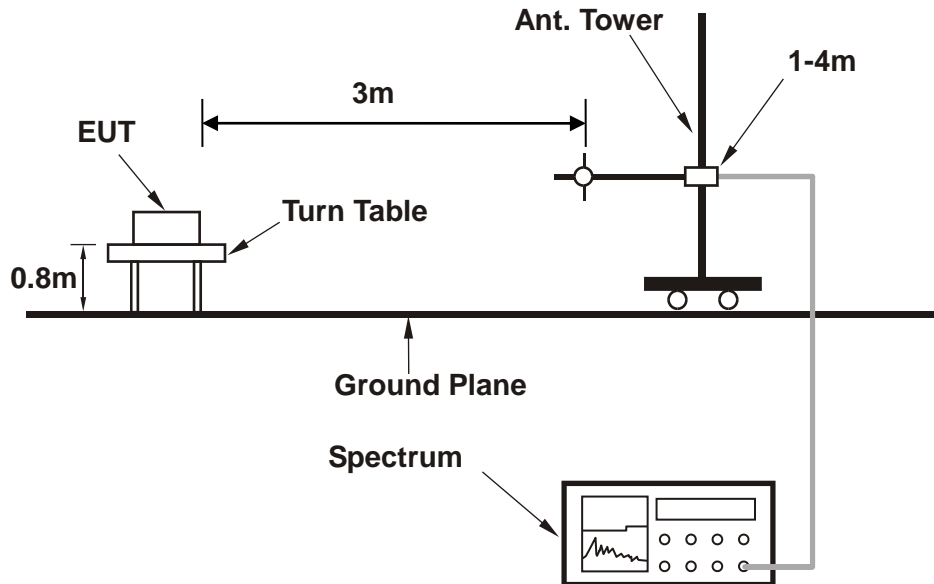 Ant. Tower
1-4m
3m
EUT
Turn Table
0.8m
Ground Plane
Spectrum